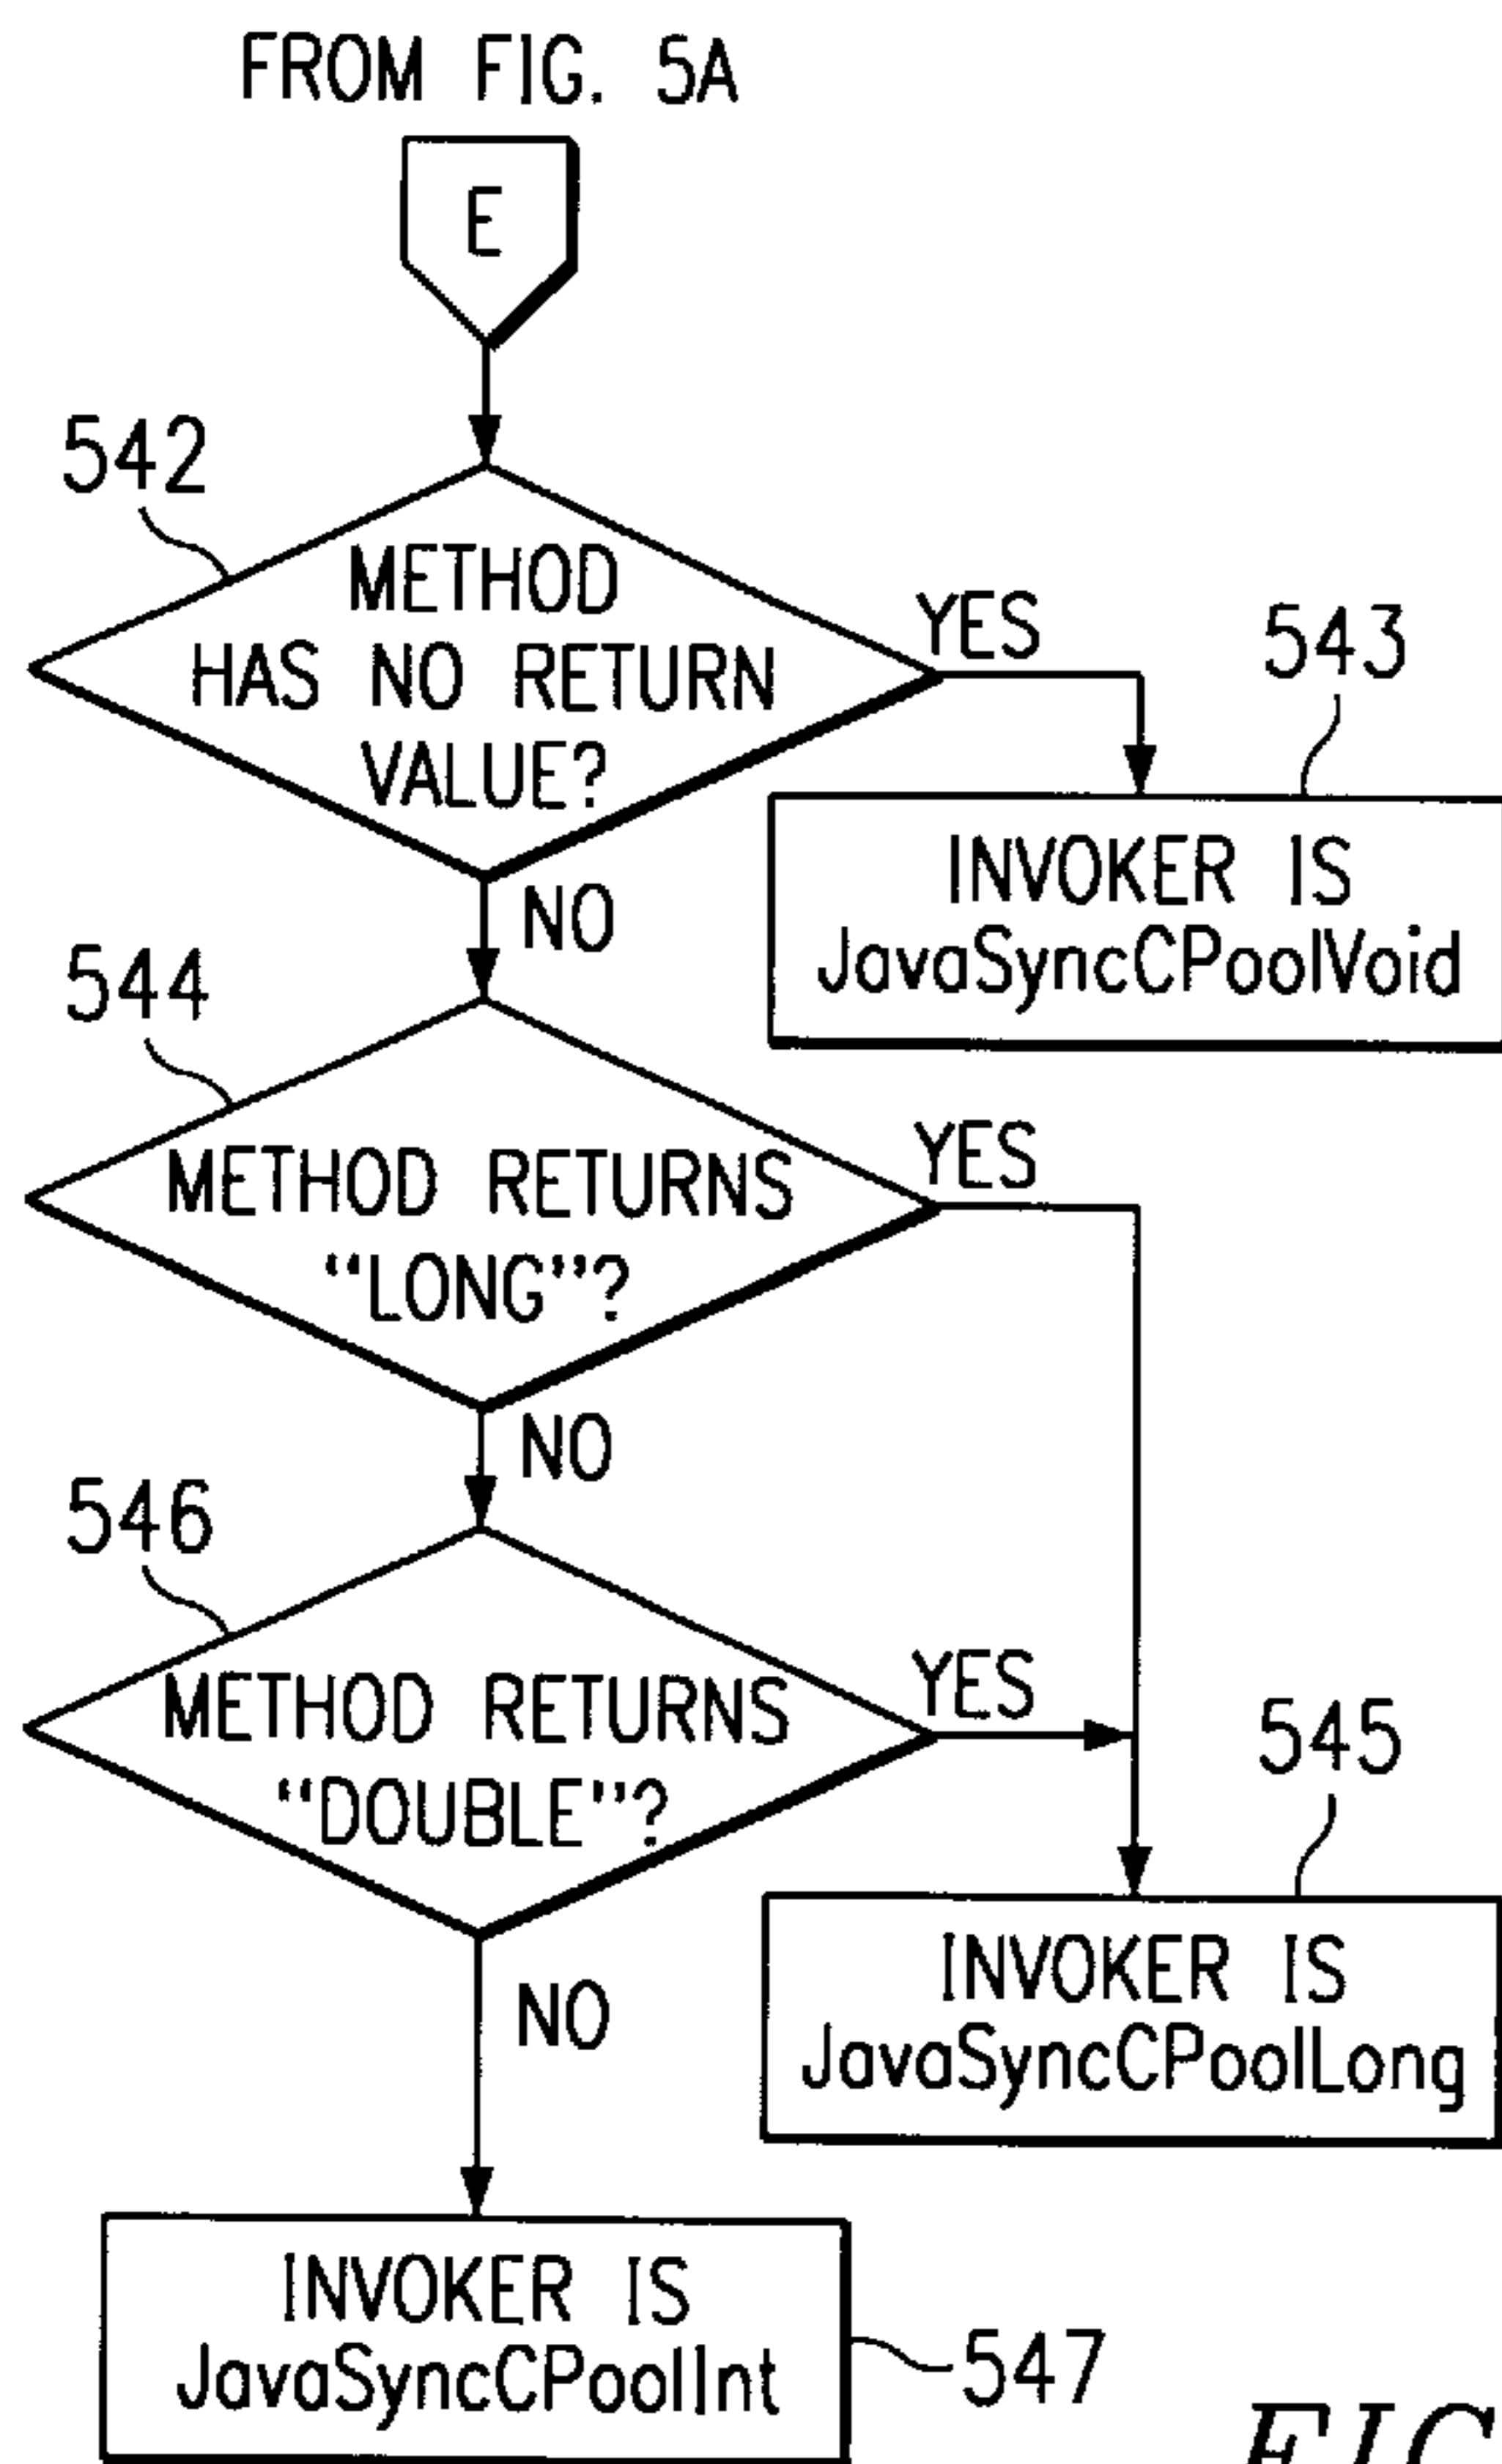 FROM FIG. 5A
E
542
METHOD
HAS NO RETURN
VALUE?
YES
543
INVOKER IS
JavaSyncCPoolVoid
NO
544
METHOD RETURNS
“LONG”?
YES
NO
546
METHOD RETURNS
“DOUBLE”?
YES
545
INVOKER IS
JavaSyncCPoolLong
NO
INVOKER IS
JavaSyncCPoolInt
547
FIG